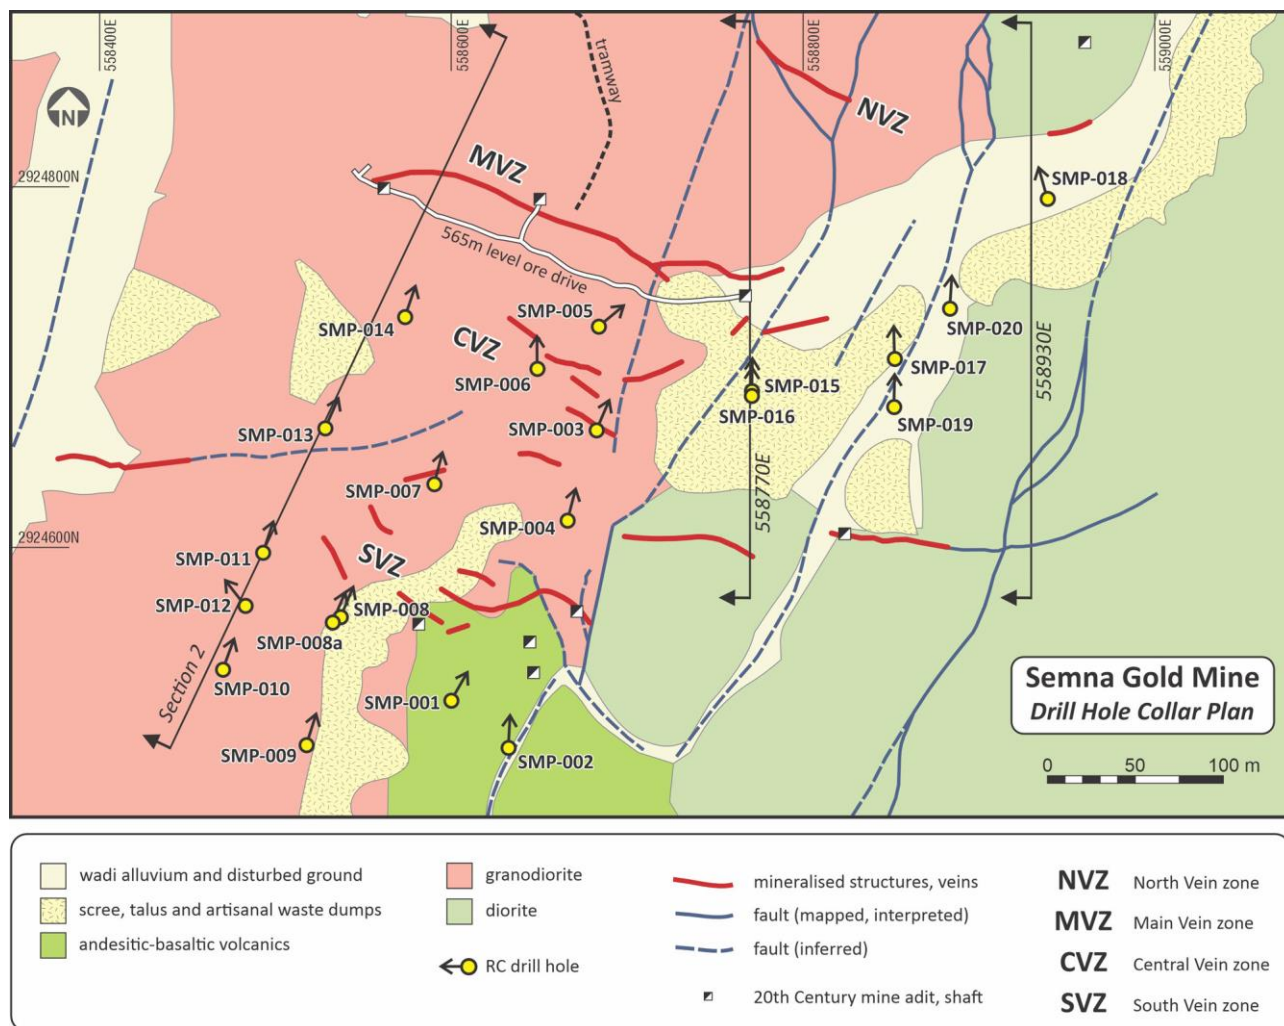 558400E
558600E
558800E
559000E
tramway
N
NVZ
MVZ
2924800N
SMP-018
565m level ore drive
SMP-014
SMP-005
SMP-020
CVZ
SMP-006
SMP-017
SMP-015
SMP-016
558930E
SMP-013
SMP-003
SMP-019
SMP-007
558770E
SMP-004
2924600N
SMP-011
SVZ
SMP-012
SMP-008
SMP-008a
Section 2
SMP-010
SMP-001
SMP-009
SMP-002
Semna Gold Mine
Drill Hole Collar Plan
0 50 100 m
wadi alluvium and disturbed ground
scree, talus and artisanal waste dumps
andesitic-basaltic volcanics
granodiorite
diorite
RC drill hole
mineralised structures, veins
fault (mapped, interpreted)
fault (inferred)
20th Century mine adit, shaft
NVZ North Vein zone
MVZ Main Vein zone
CVZ Central Vein zone
SVZ South Vein zone